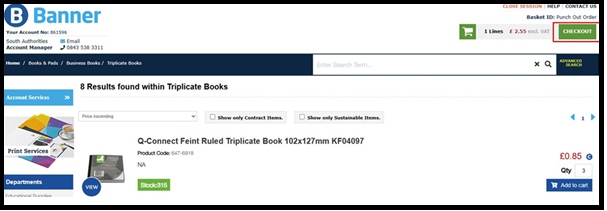 CLOSE SESSION | HELP | CONTACT US
B Banner
Basket ID: Punch Out Order
Your Account No: 861596
1 Lines £ 2.55 excl. VAT CHECKOUT
South Authorities Email
Account Manager 0843 538 3311
Home / Books & Pads / Business Books / Triplicate Books
Enter Search Term...
ADVANCED SEARCH
Account Services
8 Results found within Triplicate Books
Price Ascending
Show only Contract Items.
Show only Sustainable Items.
1
Print Services
Q-Connect Feint Ruled Triplicate Book 102x127mm KF04097
Product Code: 647-6918
NA
£0.85 C
Qty 3
VIEW
Stock:315
Add to cart
Departments
Educational Supplies